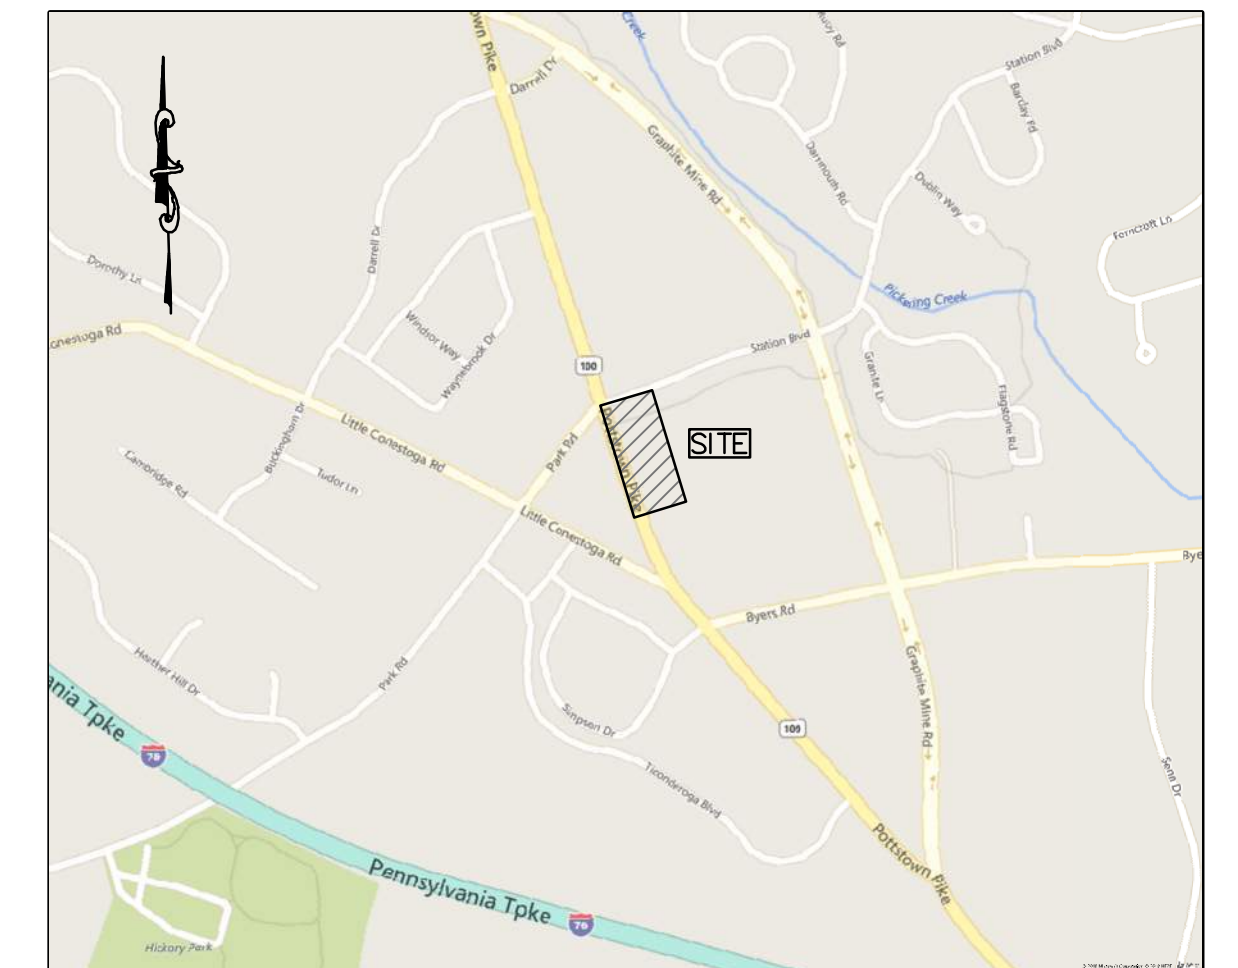 own Pike
Creek
Station Blvd
Darrell Dr
Barclay Rd
Graphite Mine Rd
Dartmouth Rd
Dublin Way
Ferncroft Ln
Darrell Dr
Dorothy Ln
Pickering Creek
onestoga Rd
Windsor Way
Waynebrook Dr
Station Blvd
100
Granite Ln
Flagstone Rd
Little Conestoga Rd
Buckingham Dr
Park Rd
Pottstown Pike
SITE
Cambridge Rd
Tudor Ln
Little Conestoga Rd
Bye
Byers Rd
Heather Hill Dr
Park Rd
Graphite Mine Rd
ania Tpke
76
Simpson Dr
100
Ticonderoga Blvd
Senn Dr
Pottstown Pike
Pennsylvania Tpke
76
Hickory Park